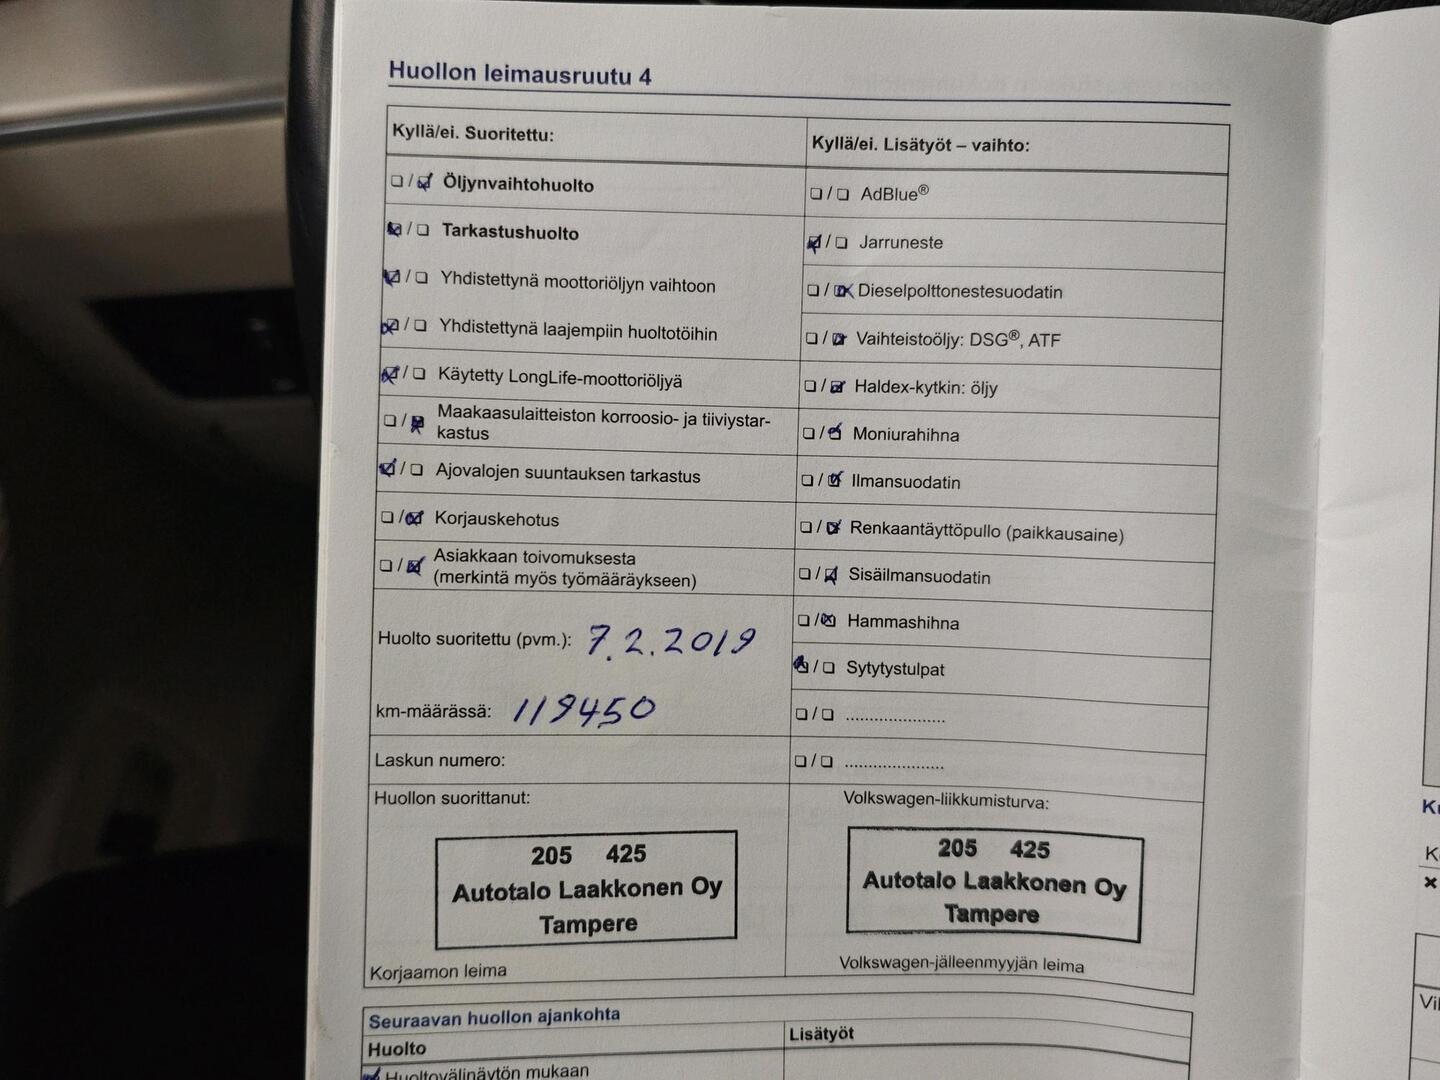 Huollon leimausruutu 4
Kyllä/ei. Suoritettu:
☐/☑ Öljynvaihtohuolto
☑/☐ Tarkastushuolto
☑/☐ Yhdistettynä moottoriöljyn vaihtoon
☑/☐ Yhdistettynä laajempiin huoltotöihin
☑/☐ Käytetty LongLife-moottoriöljyä
☐/☑ Maakaasulaitteiston korroosio- ja tiiviystar-
kastus
☑/☐ Ajovalojen suuntauksen tarkastus
☐/☑ Korjauskehotus
☐/☑ Asiakkaan toivomuksesta
(merkintä myös työmääräykseen)
Huolto suoritettu (pvm.): 7.2.2019
km-määrässä: 119450
Laskun numero:
Huollon suorittanut:
205 425
Autotalo Laakkonen Oy
Tampere
Korjaamon leima
Kyllä/ei. Lisätyöt – vaihto:
☐/☐ AdBlue®
☑/☐ Jarruneste
☐/☑ Dieselpolttonestesuodatin
☐/☑ Vaihteistoöljy: DSG®, ATF
☐/☑ Haldex-kytkin: öljy
☐/☑ Moniurahihna
☐/☑ Ilmansuodatin
☐/☑ Renkaantäyttöpullo (paikkausaine)
☐/☑ Sisäilmansuodatin
☐/☑ Hammashihna
☑/☐ Sytytystulpat
☐/☐ .....................
☐/☐ .....................
Volkswagen-liikkumisturva:
205 425
Autotalo Laakkonen Oy
Tampere
Volkswagen-jälleenmyyjän leima
Seuraavan huollon ajankohta
Huolto
Lisätyöt
Huoltovälinäytön mukaan